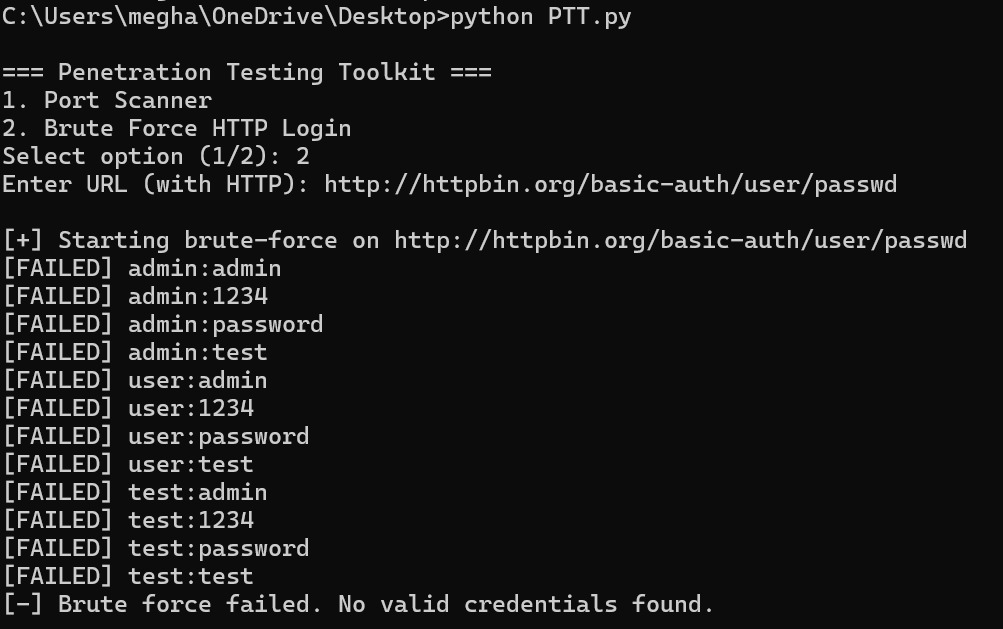 C:\Users\megha\OneDrive\Desktop>python PTT.py
=== Penetration Testing Toolkit ===
1. Port Scanner
2. Brute Force HTTP Login
Select option (1/2): 2
Enter URL (with HTTP): http://httpbin.org/basic-auth/user/passwd
[+] Starting brute-force on http://httpbin.org/basic-auth/user/passwd
[FAILED] admin:admin
[FAILED] admin:1234
[FAILED] admin:password
[FAILED] admin:test
[FAILED] user:admin
[FAILED] user:1234
[FAILED] user:password
[FAILED] user:test
[FAILED] test:admin
[FAILED] test:1234
[FAILED] test:password
[FAILED] test:test
[-] Brute force failed. No valid credentials found.